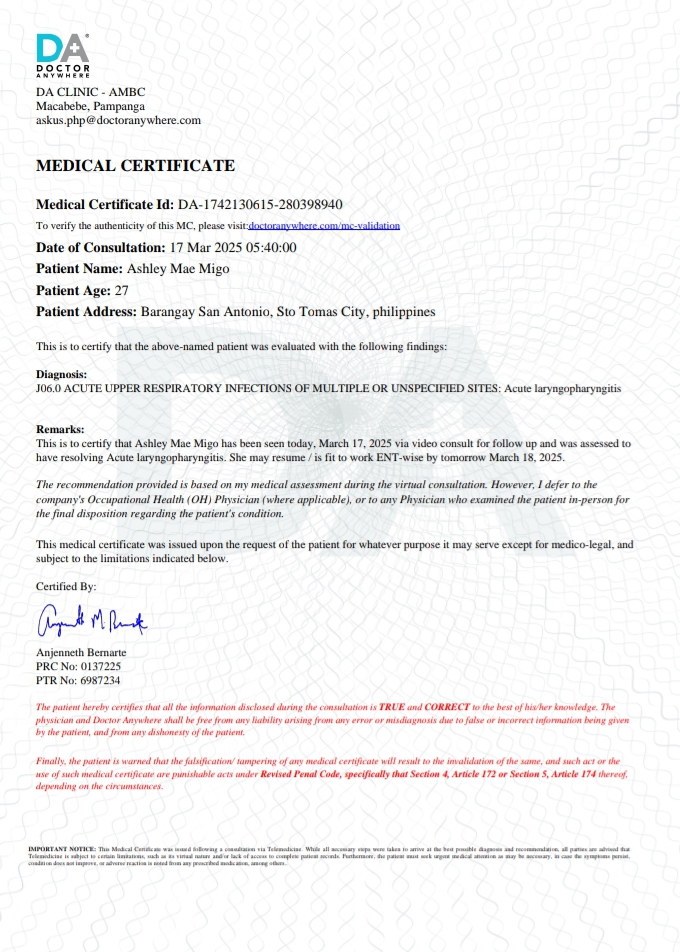 DA
DOCTOR
ANYWHERE
DA CLINIC - AMBC
Macabebe, Pampanga
askus.php@doctoranywhere.com
MEDICAL CERTIFICATE
Medical Certificate Id: DA-1742130615-280398940
To verify the authenticity of this MC, please visit:doctoranywhere.com/mc-validation
Date of Consultation: 17 Mar 2025 05:40:00
Patient Name: Ashley Mae Migo
Patient Age: 27
Patient Address: Barangay San Antonio, Sto Tomas City, philippines
This is to certify that the above-named patient was evaluated with the following findings:
Diagnosis:
J06.0 ACUTE UPPER RESPIRATORY INFECTIONS OF MULTIPLE OR UNSPECIFIED SITES: Acute laryngopharyngitis
Remarks:
This is to certify that Ashley Mae Migo has been seen today, March 17, 2025 via video consult for follow up and was assessed to
have resolving Acute laryngopharyngitis. She may resume / is fit to work ENT-wise by tomorrow March 18, 2025.
The recommendation provided is based on my medical assessment during the virtual consultation. However, I defer to the
company's Occupational Health (OH) Physician (where applicable), or to any Physician who examined the patient in-person for
the final disposition regarding the patient's condition.
This medical certificate was issued upon the request of the patient for whatever purpose it may serve except for medico-legal, and
subject to the limitations indicated below.
Certified By:
Anjenneth Bernarte
PRC No: 0137225
PTR No: 6987234
The patient hereby certifies that all the information disclosed during the consultation is TRUE and CORRECT to the best of his/her knowledge. The
physician and Doctor Anywhere shall be free from any liability arising from any error or misdiagnosis due to false or incorrect information being given
by the patient, and from any dishonesty of the patient.
Finally, the patient is warned that the falsification/ tampering of any medical certificate will result to the invalidation of the same, and such act or the
use of such medical certificate are punishable acts under Revised Penal Code, specifically that Section 4, Article 172 or Section 5, Article 174 thereof,
depending on the circumstances.
IMPORTANT NOTICE: This Medical Certificate was issued following a consultation via Telemedicine. While all necessary steps were taken to arrive at the best possible diagnosis and recommendation, all parties are advised that
Telemedicine is subject to certain limitations, such as its virtual nature and/or lack of access to complete patient records. Furthermore, the patient must seek urgent medical attention as may be necessary, in case the symptoms persist,
condition does not improve, or adverse reaction is noted from any prescribed medication, among others.